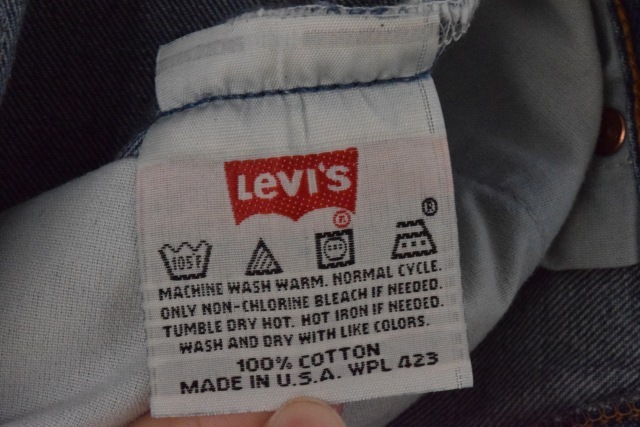 Levi's
®
®
105°F
MACHINE WASH WARM. NORMAL CYCLE.
ONLY NON-CHLORINE BLEACH IF NEEDED.
TUMBLE DRY HOT. HOT IRON IF NEEDED.
WASH AND DRY WITH LIKE COLORS.
100% COTTON
MADE IN U.S.A. WPL 423